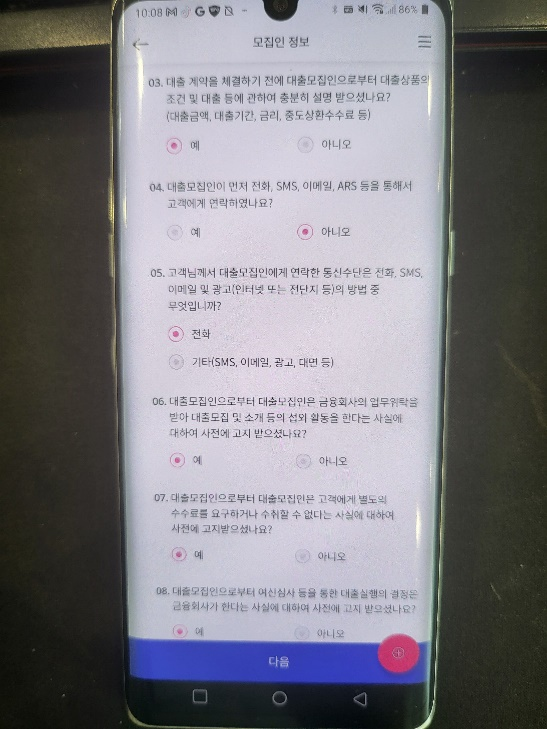 10:08 86%
모집인 정보
03. 대출 계약을 체결하기 전에 대출모집인으로부터 대출상품의
조건 및 대출 등에 관하여 충분히 설명 받으셨나요?
(대출금액, 대출기간, 금리, 중도상환수수료 등)
예 아니오
04. 대출모집인이 먼저 전화, SMS, 이메일, ARS 등을 통해서
고객에게 연락하였나요?
예 아니오
05. 고객님께서 대출모집인에게 연락한 통신수단은 전화, SMS,
이메일 및 광고(인터넷 또는 전단지 등)의 방법 중
무엇입니까?
전화
기타(SMS, 이메일, 광고, 대면 등)
06. 대출모집인으로부터 대출모집인은 금융회사의 업무위탁을
받아 대출모집 및 소개 등의 섭외 활동을 한다는 사실에
대하여 사전에 고지 받으셨나요?
예 아니오
07. 대출모집인으로부터 대출모집인은 고객에게 별도의
수수료를 요구하거나 수취할 수 없다는 사실에 대하여
사전에 고지받으셨나요?
예 아니오
08. 대출모집인으로부터 여신심사 등을 통한 대출실행의 결정은
금융회사가 한다는 사실에 대하여 사전에 고지 받으셨나요?
예 아니오
다음